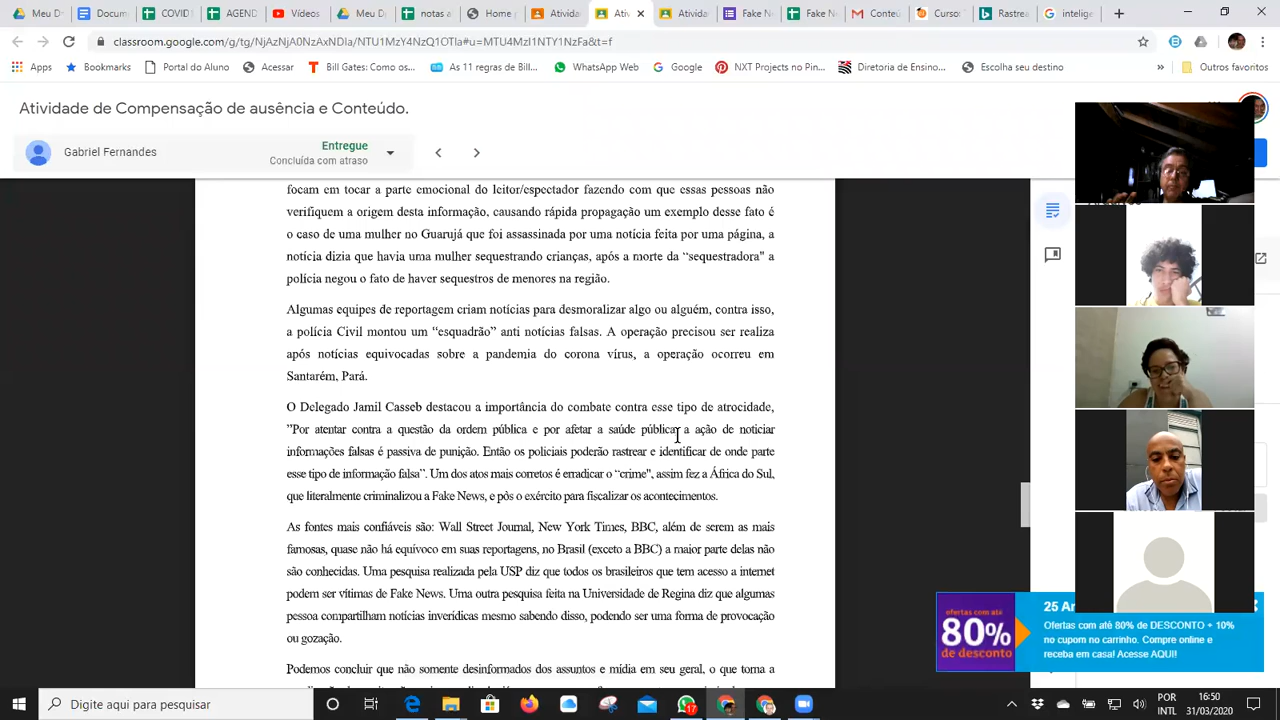 Meu D
COVID
AGEND
YouTub
Meu D
notas a
Home
Ativida
Ativ
Ativida
Fake N
Fake N
Conteú
Cursor
Rastre
intelig
classroom.google.com/g/tg/
Apps
Bookmarks
Portal do Aluno
Acessar
Bill Gates: Como os...
As 11 regras de Bill...
WhatsApp Web
Google
NXT Projects no Pin...
Diretoria de Ensino...
Escolha seu destino
»
Outros favoritos
Atividade de Compensação de ausência e Conteúdo.
Gabriel Fernandes
Entregue
Concluída com atraso
focam em tocar a parte emocional do leitor/espectador fazendo com que essas pessoas não
verifiquem a origem desta informação, causando rápida propagação um exemplo desse fato é
o caso de uma mulher no Guarujá que foi assassinada por uma notícia feita por uma página, a
notícia dizia que havia uma mulher sequestrando crianças, após a morte da “sequestradora" a
polícia negou o fato de haver sequestros de menores na região.
Algumas equipes de reportagem criam notícias para desmoralizar algo ou alguém, contra isso,
a polícia Civil montou um “esquadrão” anti notícias falsas. A operação precisou ser realiza
após notícias equivocadas sobre a pandemia do corona vírus, a operação ocorreu em
Santarém, Pará.
O Delegado Jamil Casseb destacou a importância do combate contra esse tipo de atrocidade,
”Por atentar contra a questão da ordem pública e por afetar a saúde pública, a ação de noticiar
informações falsas é passiva de punição. Então os policiais poderão rastrear e identificar de onde parte
esse tipo de informação falsa”. Um dos atos mais corretos é erradicar o “crime", assim fez a África do Sul,
que literalmente criminalizou a Fake News, e pôs o exército para fiscalizar os acontecimentos.
As fontes mais confiáveis são: Wall Street Journal, New York Times, BBC, além de serem as mais
famosas, quase não há equívoco em suas reportagens, no Brasil (exceto a BBC) a maior parte delas não
são conhecidas. Uma pesquisa realizada pela USP diz que todos os brasileiros que tem acesso a internet
podem ser vítimas de Fake News. Uma outra pesquisa feita na Universidade de Regina diz que algumas
pessoa compartilham notícias inverídicas mesmo sabendo disso, podendo ser uma forma de provocação
ou gozação.
Podemos concluir que não somente desinformados dos assuntos e mídia em seu geral, o que torna a
ofertas com até
80%
de desconto
25 An
Ofertas com até 80% de DESCONTO + 10%
no cupom no carrinho. Compre online e
receba em casa! Acesse AQUI!
Digite aqui para pesquisar
17
POR
INTL
16:50
31/03/2020